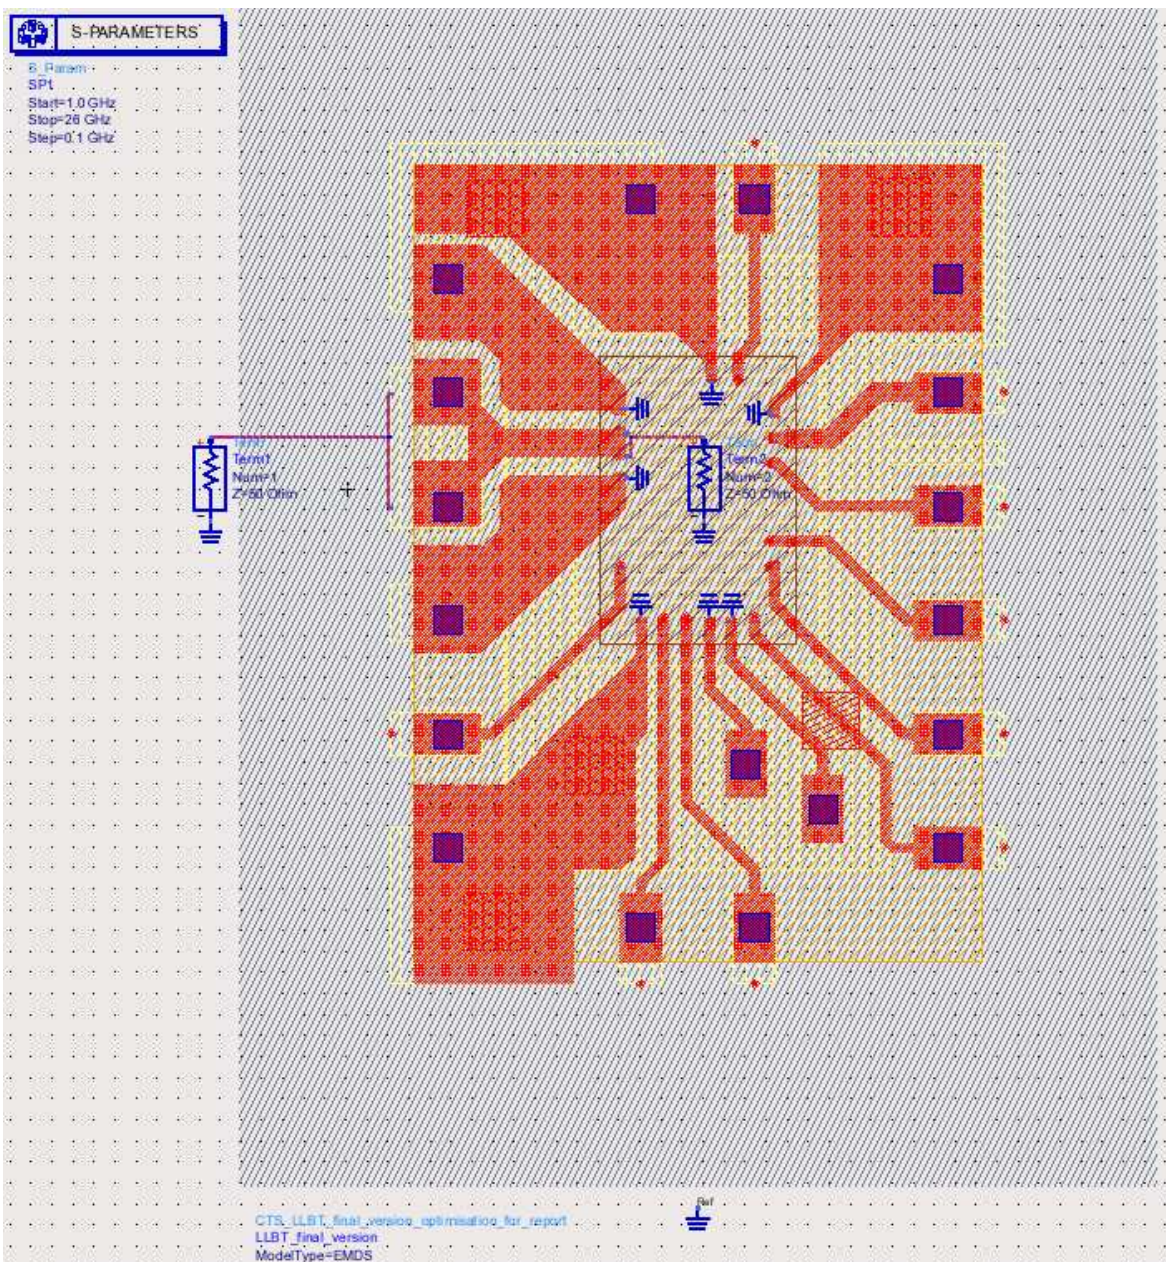 S-PARAMETERS
S_Param
SP1
Start=1.0 GHz
Stop=26 GHz
Step=0.1 GHz
Term1
Num=1
Z=50 Ohm
Term2
Num=2
Z=50 Ohm
Ref
CTS_LLBT_final_version_optimisation_for_report
LLBT_final_version
ModelType=EMDS